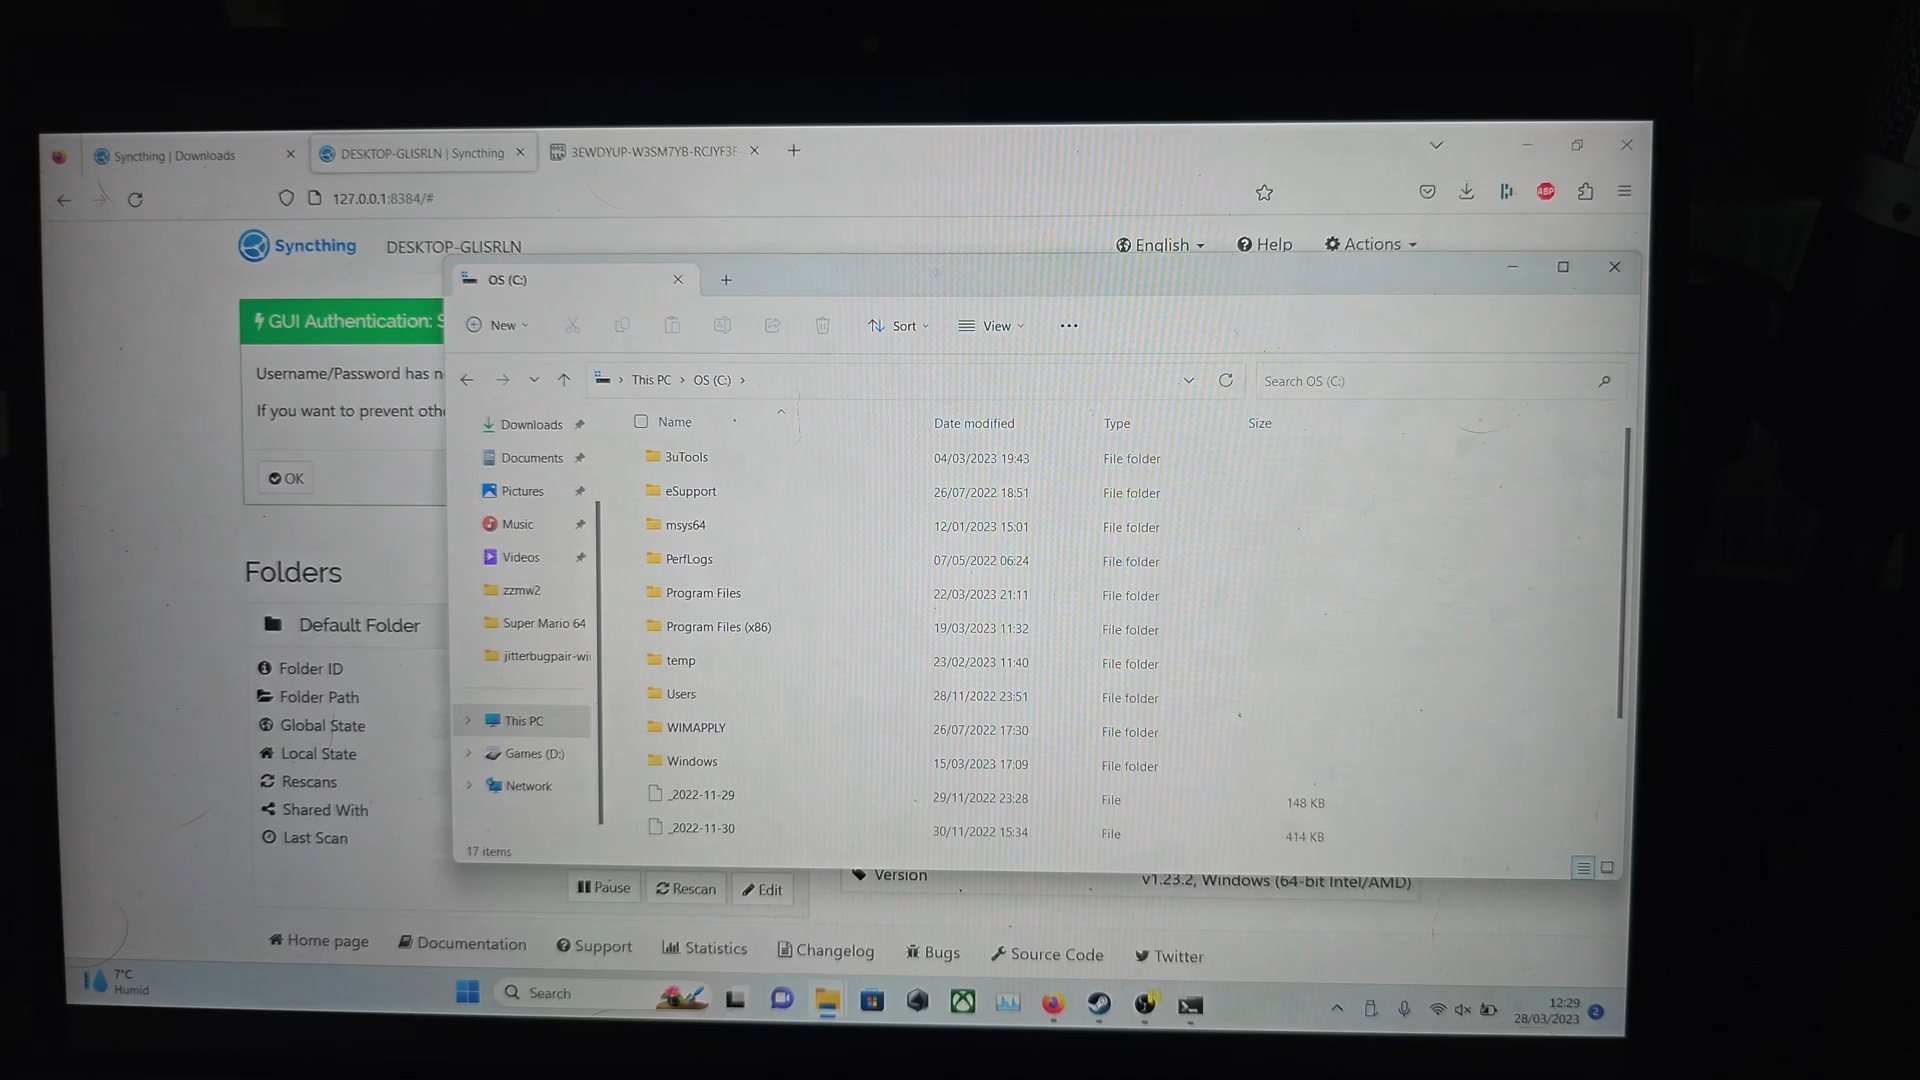 Syncthing | Downloads
DESKTOP-GLISRLN | Syncthing
3EWDYUP-W3SM7YB-RCJYF3F-
127.0.0.1:8384/#
ABP
Syncthing
DESKTOP-GLISRLN
English
Help
Actions
GUI Authentication: S
Username/Password has n
If you want to prevent oth
OK
Folders
Default Folder
Folder ID
Folder Path
Global State
Local State
Rescans
Shared With
Last Scan
OS (C:)
New
Sort
View
This PC
OS (C:)
Search OS (C:)
Downloads
Documents
Pictures
Music
Videos
zzmw2
Super Mario 64
jitterbugpair-wi
This PC
Games (D:)
Network
Name
Date modified
Type
Size
3uTools
04/03/2023 19:43
File folder
eSupport
26/07/2022 18:51
File folder
msys64
12/01/2023 15:01
File folder
PerfLogs
07/05/2022 06:24
File folder
Program Files
22/03/2023 21:11
File folder
Program Files (x86)
19/03/2023 11:32
File folder
temp
23/02/2023 11:40
File folder
Users
28/11/2022 23:51
File folder
WIMAPPLY
26/07/2022 17:30
File folder
Windows
15/03/2023 17:09
File folder
_2022-11-29
29/11/2022 23:28
File
148 KB
_2022-11-30
30/11/2022 15:34
File
414 KB
17 items
Pause
Rescan
Edit
Version
v1.23.2, Windows (64-bit Intel/AMD)
Home page
Documentation
Support
Statistics
Changelog
Bugs
Source Code
Twitter
7°C
Humid
Search
12:29
28/03/2023
2